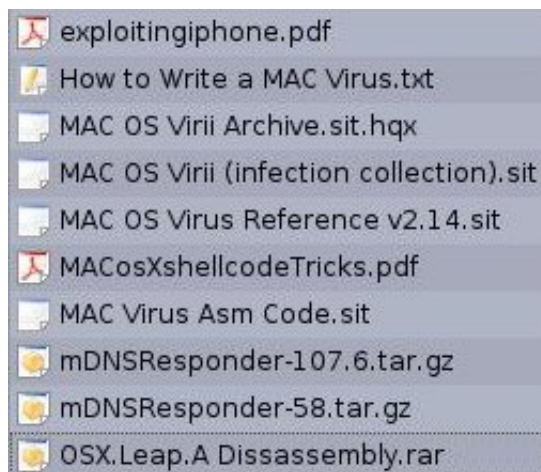 exploitingiphone.pdf
How to Write a MAC Virus.txt
MAC OS Virii Archive.sit.hqx
MAC OS Virii (infection collection).sit
MAC OS Virus Reference v2.14.sit
MACosXshellcodeTricks.pdf
MAC Virus Asm Code.sit
mDNSResponder-107.6.tar.gz
mDNSResponder-58.tar.gz
OSX.Leap.A Dissassembly.rar